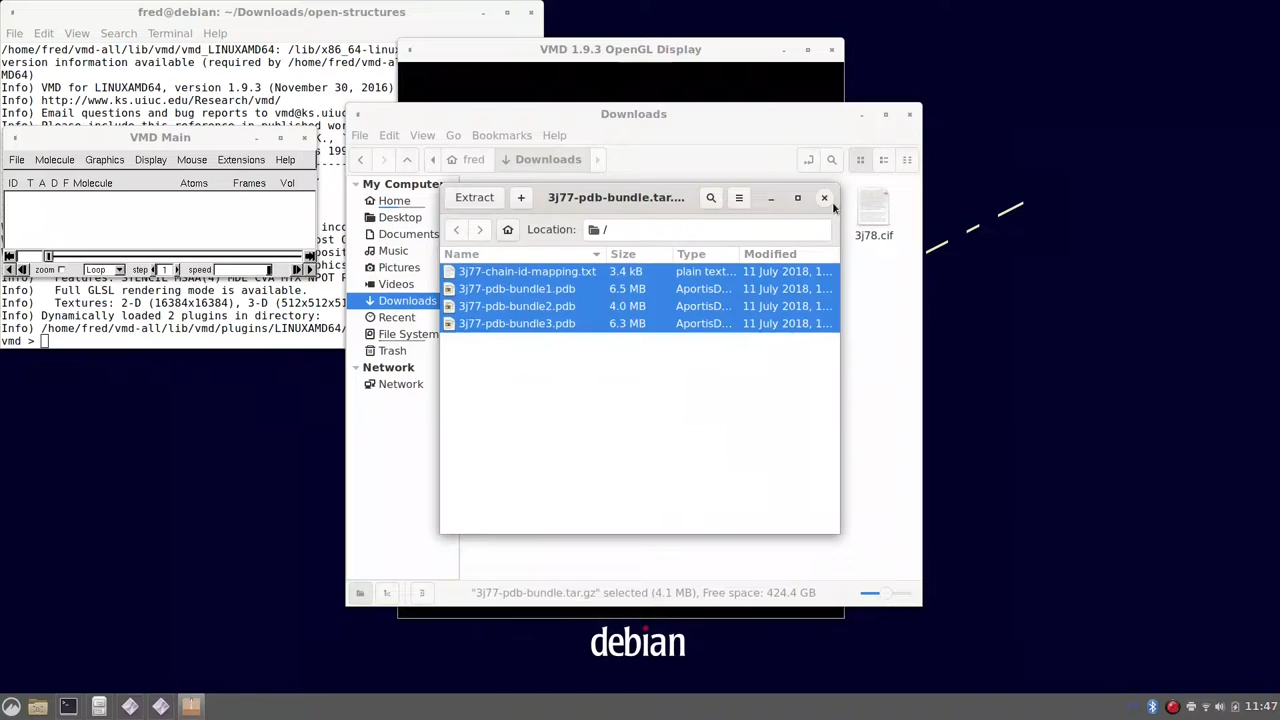 fred@debian: ~/Downloads/open-structures
File Edit View Search Terminal Help
/home/fred/vmd-all/lib/vmd/vmd_LINUXAMD64: /lib/x86_64-linu
version information available (required by /home/fred/vmd-a
MD64)
Info) VMD for LINUXAMD64, version 1.9.3 (November 30, 2016)
Info) http://www.ks.uiuc.edu/Research/vmd/
Info) Email questions and bug reports to vmd@ks.uiuc
Info) Full GLSL rendering mode is available.
Info) Textures: 2-D (16384x16384), 3-D (512x512x51
Info) Dynamically loaded 2 plugins in directory:
Info) /home/fred/vmd-all/lib/vmd/plugins/LINUXAMD64/
vmd >
VMD Main
File Molecule Graphics Display Mouse Extensions Help
ID T A D F Molecule Atoms Frames Vol
zoom Loop step 1 speed
VMD 1.9.3 OpenGL Display
Downloads
File Edit View Go Bookmarks Help
fred Downloads
My Computer
Home
Desktop
Documents
Music
Pictures
Videos
Downloads
Recent
File System
Trash
Network
Network
3j78.cif
Extract + 3j77-pdb-bundle.tar....
Location: /
Name Size Type Modified
3j77-chain-id-mapping.txt 3.4 kB plain text... 11 July 2018, 1...
3j77-pdb-bundle1.pdb 6.5 MB AportisD... 11 July 2018, 1...
3j77-pdb-bundle2.pdb 4.0 MB AportisD... 11 July 2018, 1...
3j77-pdb-bundle3.pdb 6.3 MB AportisD... 11 July 2018, 1...
"3j77-pdb-bundle.tar.gz" selected (4.1 MB), Free space: 424.4 GB
debian
11:47